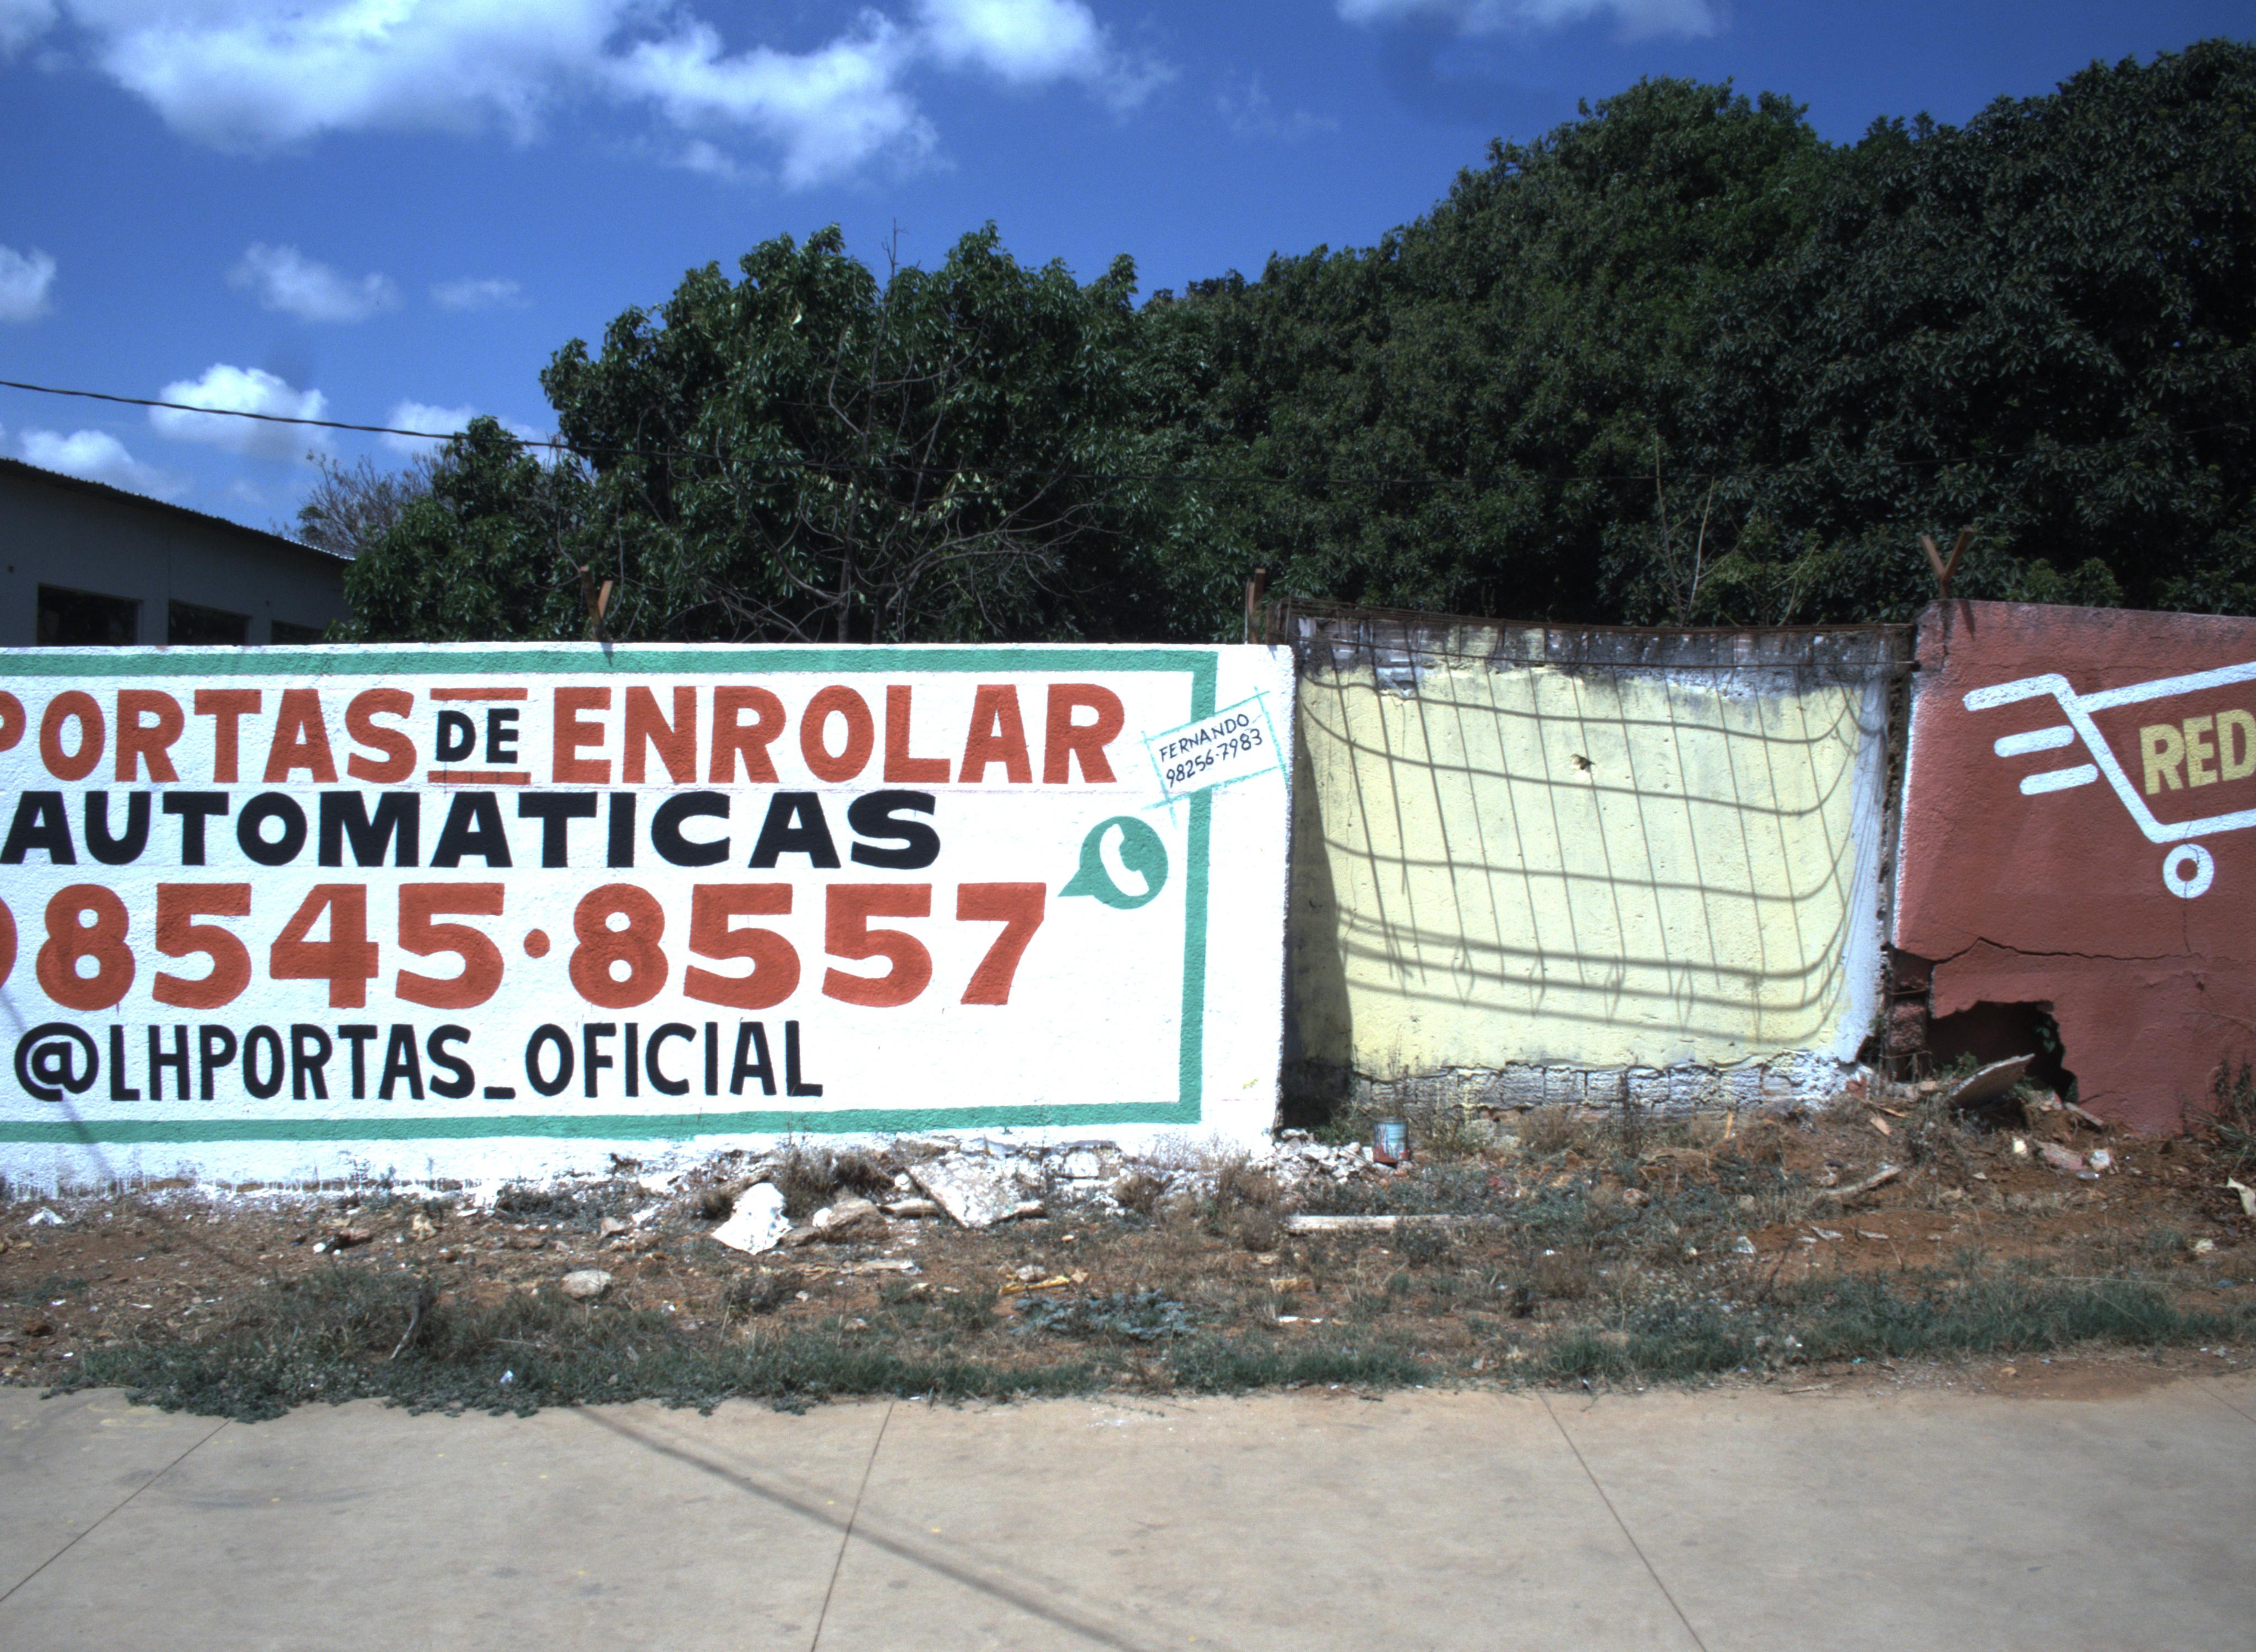 PORTAS DE ENROLAR
AUTOMATICAS
98545·8557
@LHPORTAS_OFICIAL
FERNANDO
98256-7983
RED